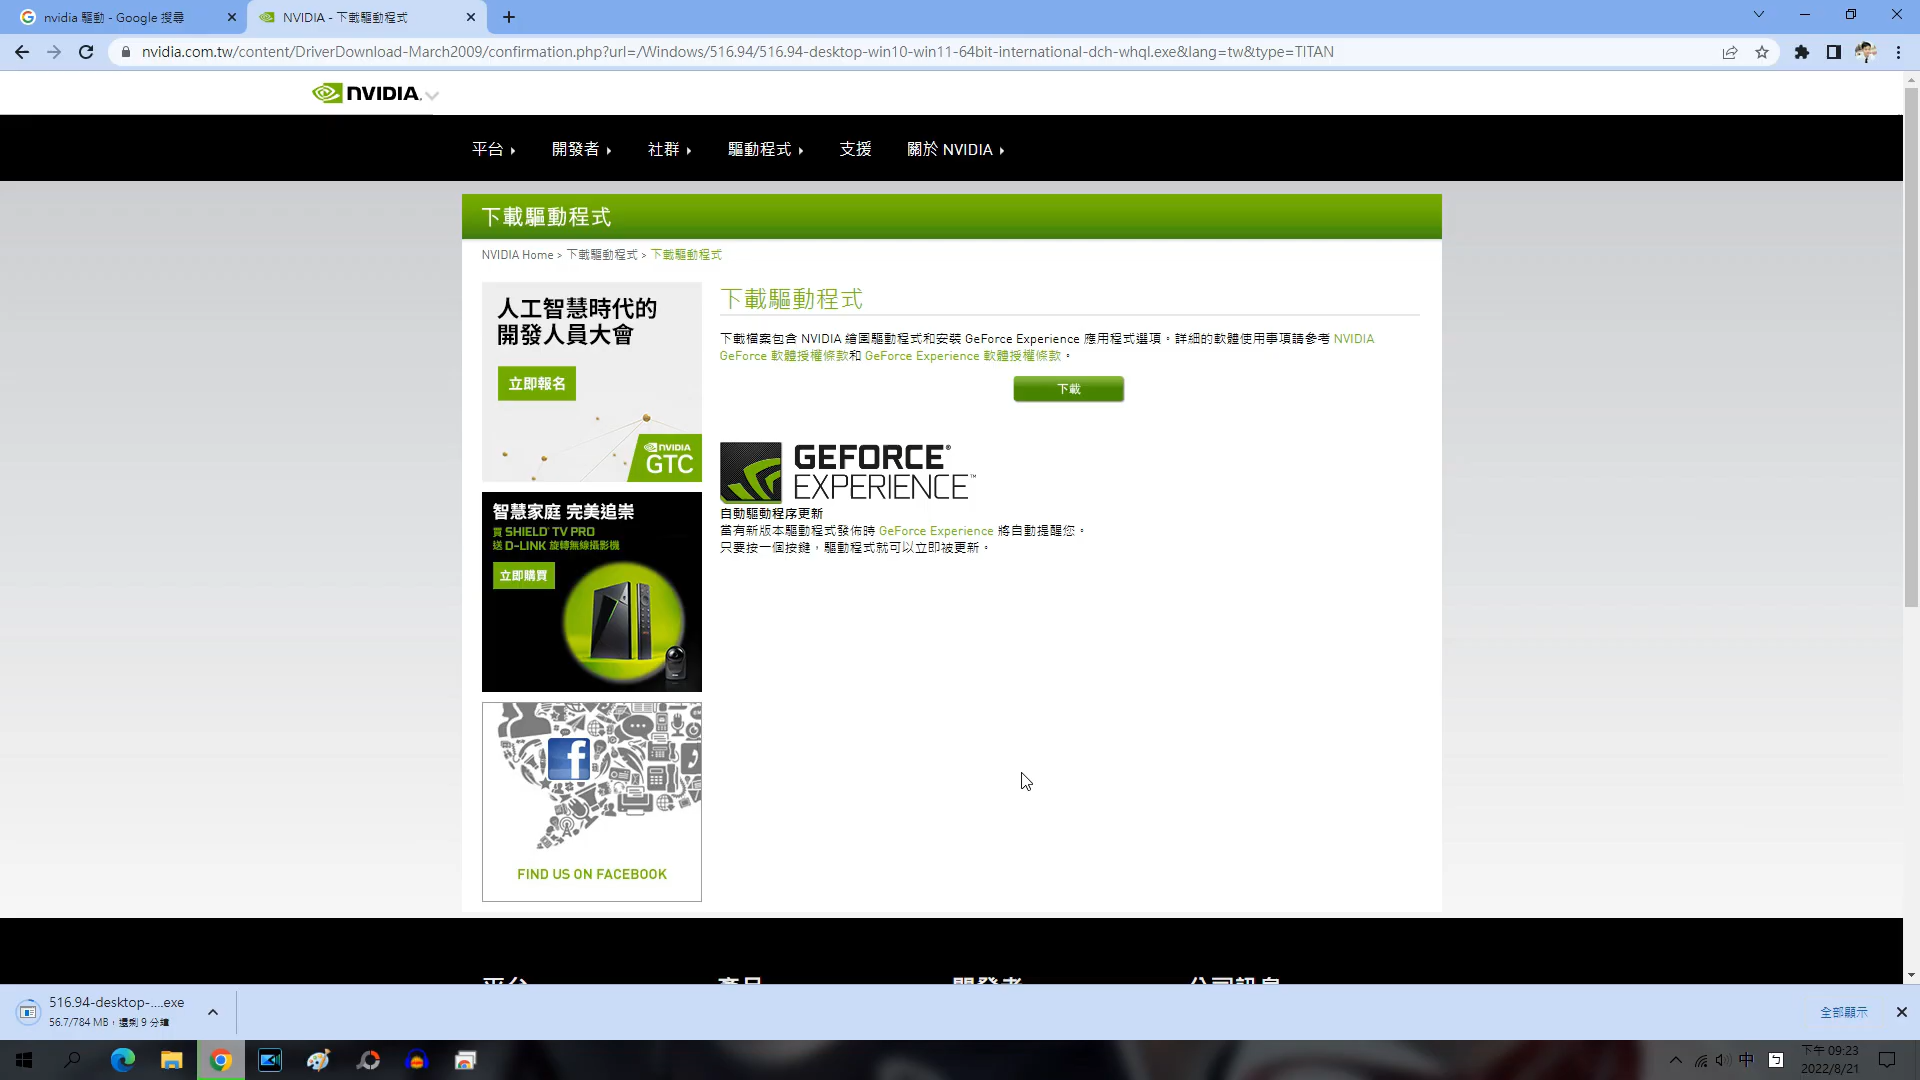 nvidia 驅動 - Google 搜尋
NVIDIA - 下載驅動程式
nvidia.com.tw/content/DriverDownload-March2009/confirmation.php?url=/Windows/516.94/516.94-desktop-win10-win11-64bit-international-dch-whql.exe&lang=tw&type=TITAN
NVIDIA
平台
開發者
社群
驅動程式
支援
關於 NVIDIA
下載驅動程式
NVIDIA Home > 下載驅動程式 > 下載驅動程式
人工智慧時代的
開發人員大會
立即報名
NVIDIA
GTC
智慧家庭 完美追崇
買 SHIELD TV PRO
送 D-LINK 旋轉無線攝影機
立即購買
FIND US ON FACEBOOK
下載驅動程式
下載檔案包含 NVIDIA 繪圖驅動程式和安裝 GeForce Experience 應用程式選項。詳細的軟體使用事項請參考 NVIDIA
GeForce 軟體授權條款和 GeForce Experience 軟體授權條款。
下載
GEFORCE®
EXPERIENCE™
自動驅動程序更新
當有新版本驅動程式發佈時 GeForce Experience 將自動提醒您。
只要按一個按鍵，驅動程式就可以立即被更新。
平台
產品
開發者
公司訊息
516.94-desktop-....exe
56.7/784 MB，還剩 9 分鐘
全部顯示
中
下午 09:23
2022/8/21